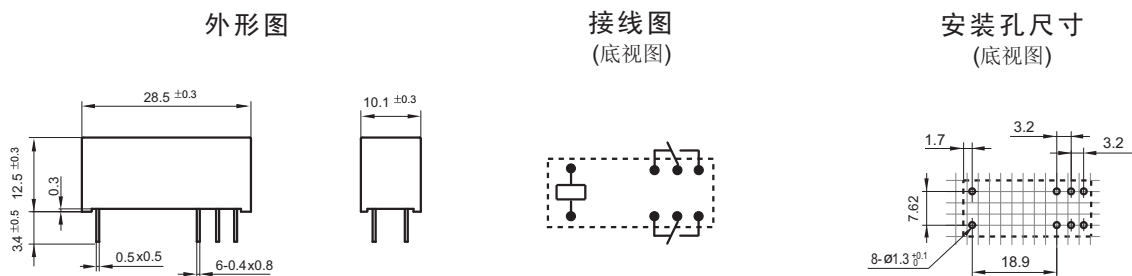 外形图
接线图
(底视图)
安装孔尺寸
(底视图)
28.5 ±0.3
10.1 ±0.3
12.5 ±0.3
0.3
3.4 ±0.5
0.5x0.5
6-0.4x0.8
3.2
1.7
3.2
7.62
8-ø1.3 +0.1 0
18.9